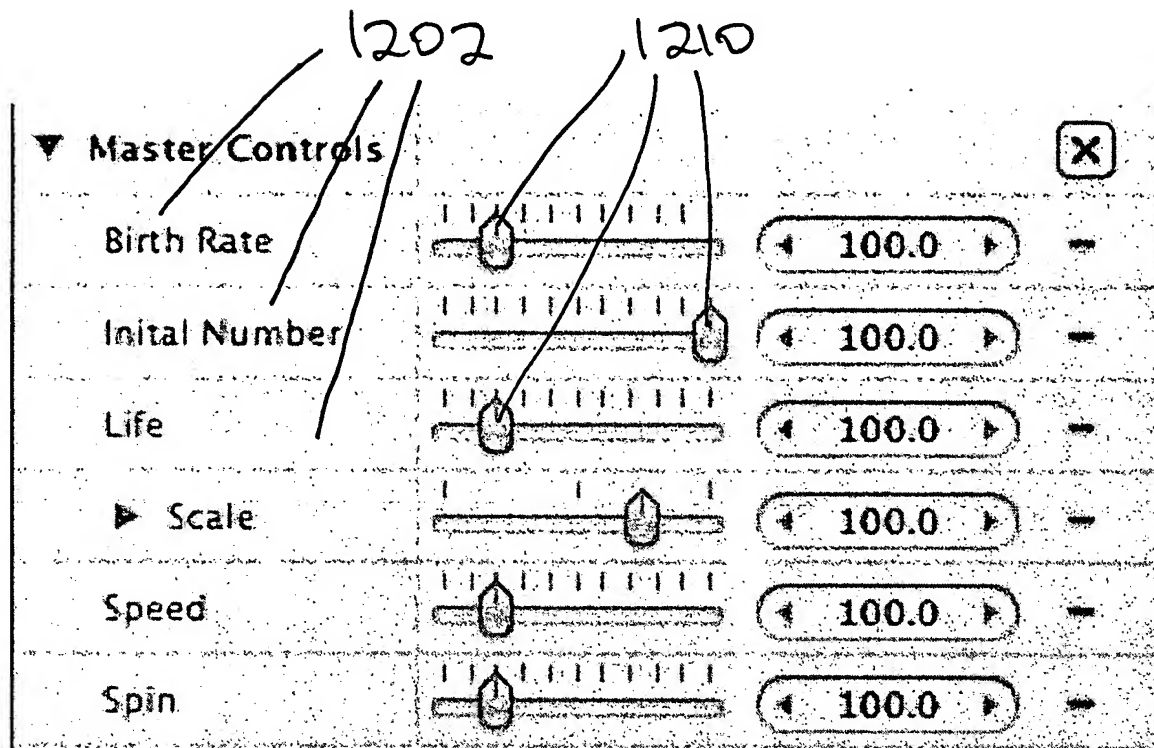 1202 1210
▼ Master Controls
Birth Rate 100.0 -
Inital Number 100.0 -
Life 100.0 -
▶ Scale 100.0 -
Speed 100.0 -
Spin 100.0 -